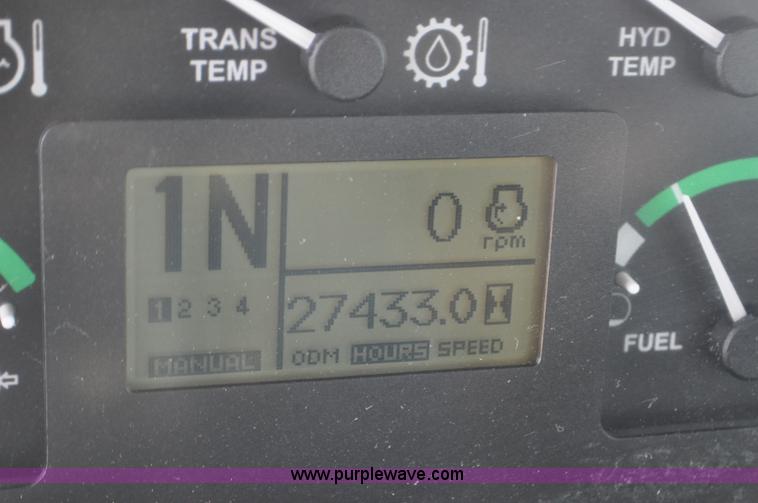 TRANS
TEMP
HYD
TEMP
1N
0
rpm
1 2 3 4
27433.0
MANUAL
ODM HOURS SPEED
FUEL
www.purplewave.com